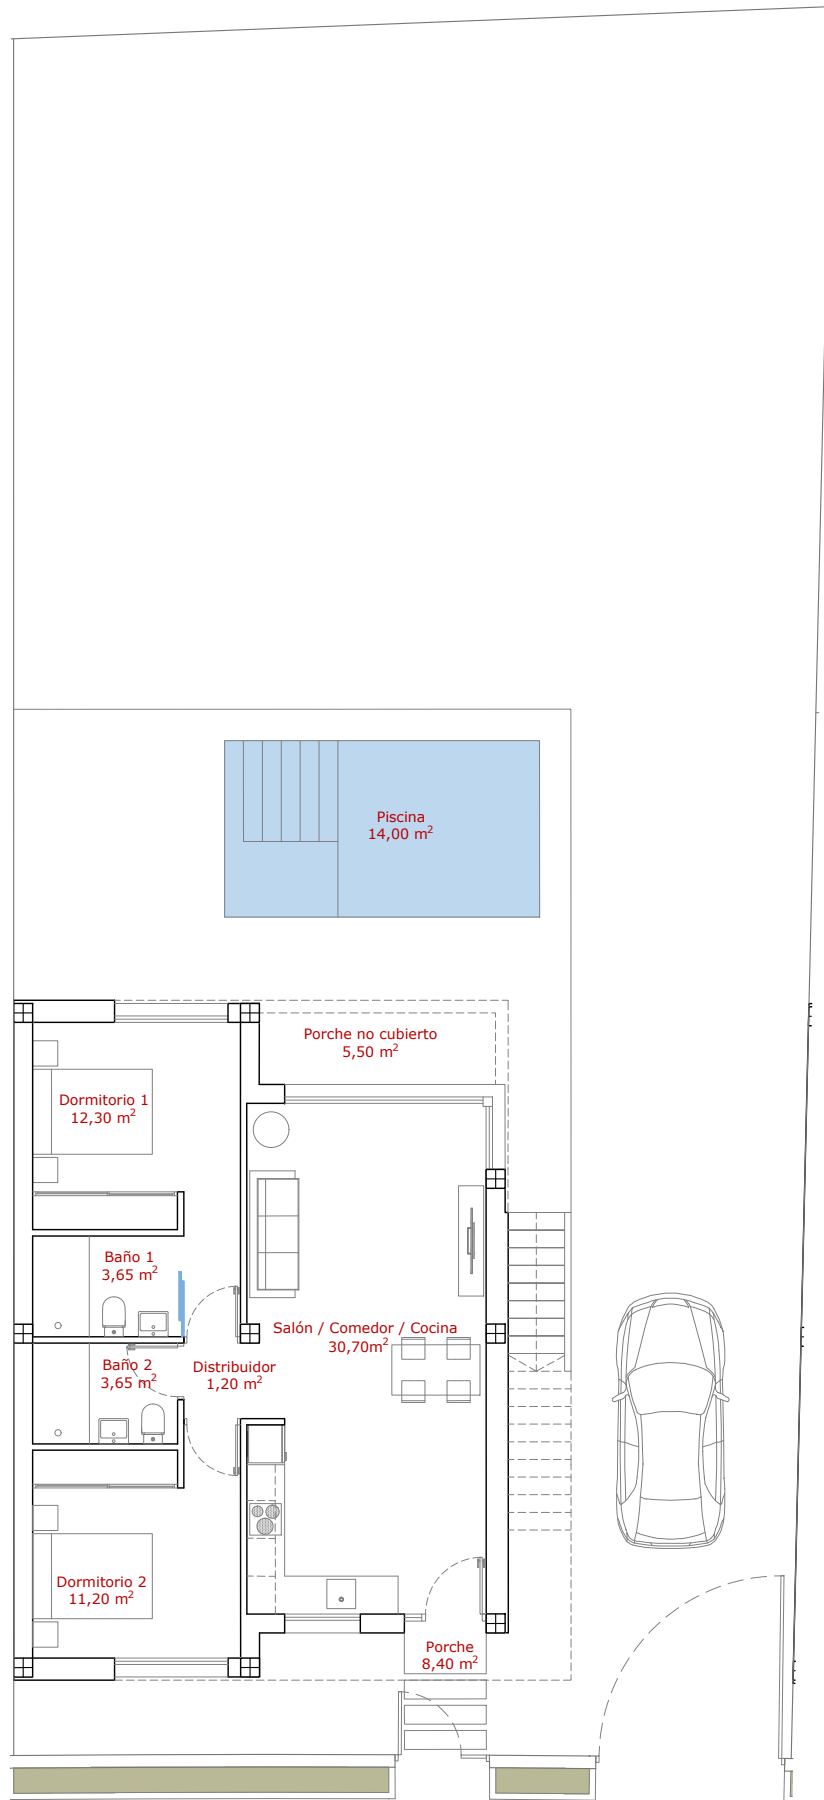 Piscina
14,00 m²
Porche no cubierto
5,50 m²
Dormitorio 1
12,30 m²
Baño 1
3,65 m²
Salón / Comedor / Cocina
30,70m²
Baño 2
3,65 m²
Distribuidor
1,20 m²
Dormitorio 2
11,20 m²
Porche
8,40 m²